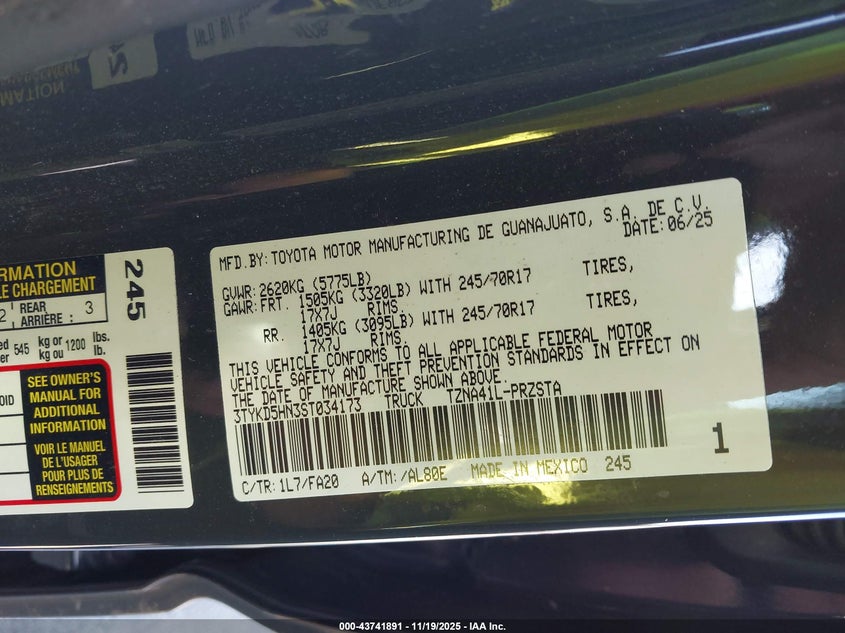 MFD.BY: TOYOTA MOTOR MANUFACTURING DE GUANAJUATO, S.A. DE C.V.
DATE: 06/25
GVWR: 2620KG (5775LB)
GAWR: FRT. 1505KG (3320LB) WITH 245/70R17 TIRES,
17X7J RIMS.
RR. 1405KG (3095LB) WITH 245/70R17 TIRES,
17X7J RIMS.
THIS VEHICLE CONFORMS TO ALL APPLICABLE FEDERAL MOTOR
VEHICLE SAFETY AND THEFT PREVENTION STANDARDS IN EFFECT ON
THE DATE OF MANUFACTURE SHOWN ABOVE.
3TYKD5HN3ST034173 TRUCK TZNA41L-PRZSTA
C/TR: 1L7/FA20 A/TM: /AL80E MADE IN MEXICO 245
1
LE CHARGEMENT
2 REAR
ARRIÈRE : 3
545 kg or
kg ou 1200 lbs.
lb.
SEE OWNER'S
MANUAL FOR
ADDITIONAL
INFORMATION
VOIR LE MANUEL
DE L'USAGER
POUR PLUS DE
RENSEIGNEMENTS
245
000-43741891 - 11/19/2025 - IAA Inc.